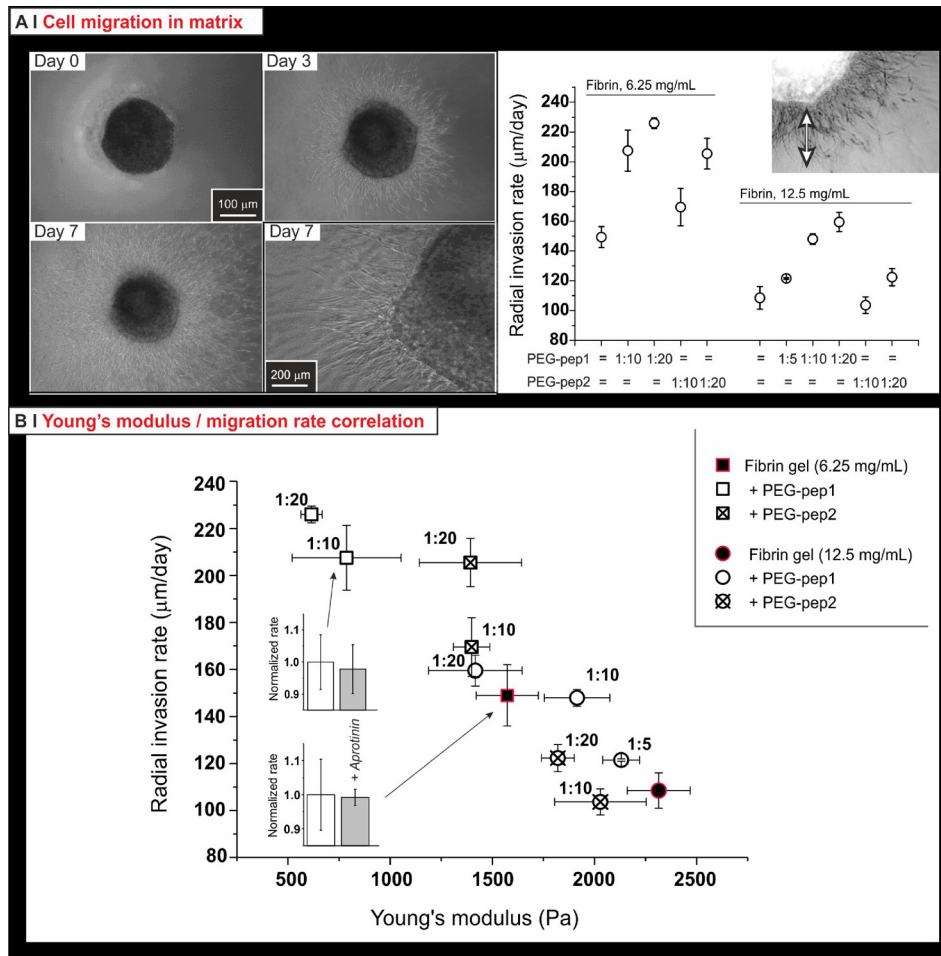 A I Cell migration in matrix
Day 0
Day 3
100 μm
Day 7
Day 7
200 μm
Radial invasion rate (μm/day)
240
220
200
180
160
140
120
100
80
Fibrin, 6.25 mg/mL
Fibrin, 12.5 mg/mL
PEG-pep1 = 1:10 1:20 = = = 1:5 1:10 1:20 = =
PEG-pep2 = = = 1:10 1:20 = = = = 1:10 1:20
B I Young's modulus / migration rate correlation
Radial invasion rate (μm/day)
240
220
200
180
160
140
120
100
80
500 1000 1500 2000 2500
Young's modulus (Pa)
1:20
1:10
1:20
1:10
1:20
1:10
1:20
1:5
1:10
Normalized rate
1.1
1.0
0.9
Normalized rate
1.1
1.0
0.9
+ Aprotinin
Fibrin gel (6.25 mg/mL)
+ PEG-pep1
+ PEG-pep2
Fibrin gel (12.5 mg/mL)
+ PEG-pep1
+ PEG-pep2